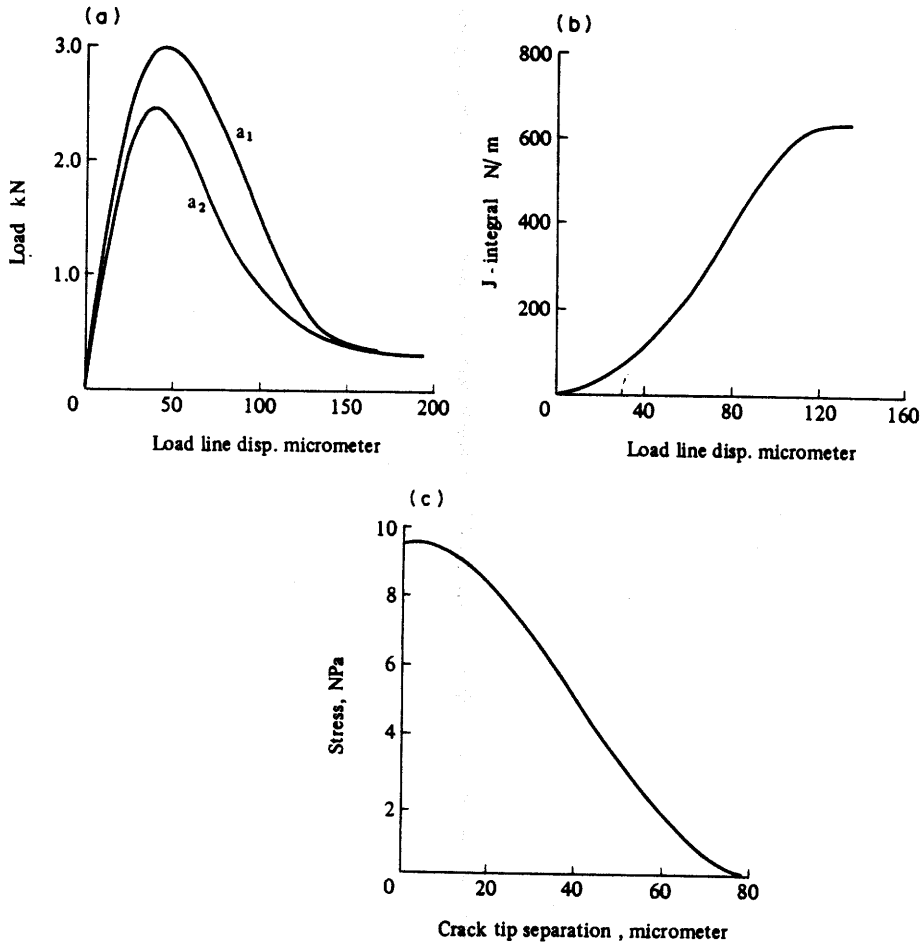 (a)
3.0
2.0
1.0
0
50
100
150
200
a₁
a₂
Load kN
Load line disp. micrometer
(b)
800
600
400
200
0
40
80
120
160
J - integral N/m
Load line disp. micrometer
(c)
10
8
6
4
2
0
20
40
60
80
Stress, NPa
Crack tip separation , micrometer